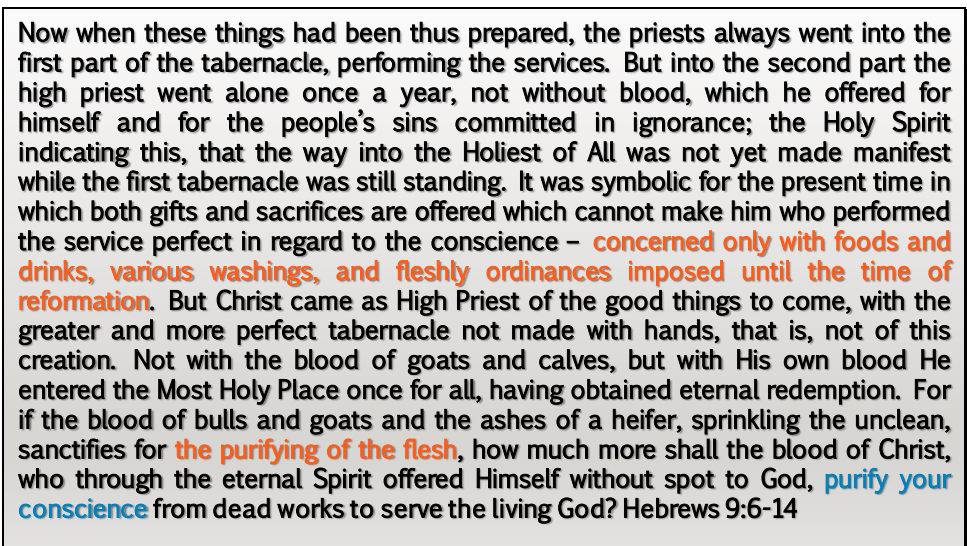 Now when these things had been thus prepared, the priests always went into the
first part of the tabernacle, performing the services. But into the second part the
high priest went alone once a year, not without blood, which he offered for
himself and for the people’s sins committed in ignorance; the Holy Spirit
indicating this, that the way into the Holiest of All was not yet made manifest
while the first tabernacle was still standing. It was symbolic for the present time in
which both gifts and sacrifices are offered which cannot make him who performed
the service perfect in regard to the conscience – concerned only with foods and
drinks, various washings, and fleshly ordinances imposed until the time of
reformation. But Christ came as High Priest of the good things to come, with the
greater and more perfect tabernacle not made with hands, that is, not of this
creation. Not with the blood of goats and calves, but with His own blood He
entered the Most Holy Place once for all, having obtained eternal redemption. For
if the blood of bulls and goats and the ashes of a heifer, sprinkling the unclean,
sanctifies for the purifying of the flesh, how much more shall the blood of Christ,
who through the eternal Spirit offered Himself without spot to God, purify your
conscience from dead works to serve the living God? Hebrews 9:6-14